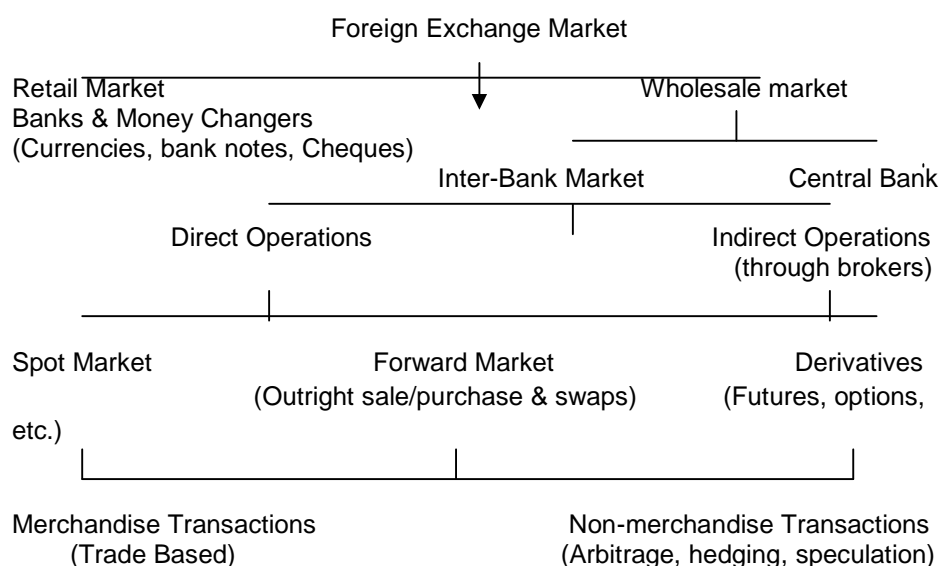 Foreign Exchange Market
Retail Market Wholesale market
Banks & Money Changers
(Currencies, bank notes, Cheques)
Inter-Bank Market Central Bank
Direct Operations Indirect Operations
(through brokers)
Spot Market Forward Market Derivatives
(Outright sale/purchase & swaps) (Futures, options,
etc.)
Merchandise Transactions Non-merchandise Transactions
(Trade Based) (Arbitrage, hedging, speculation)